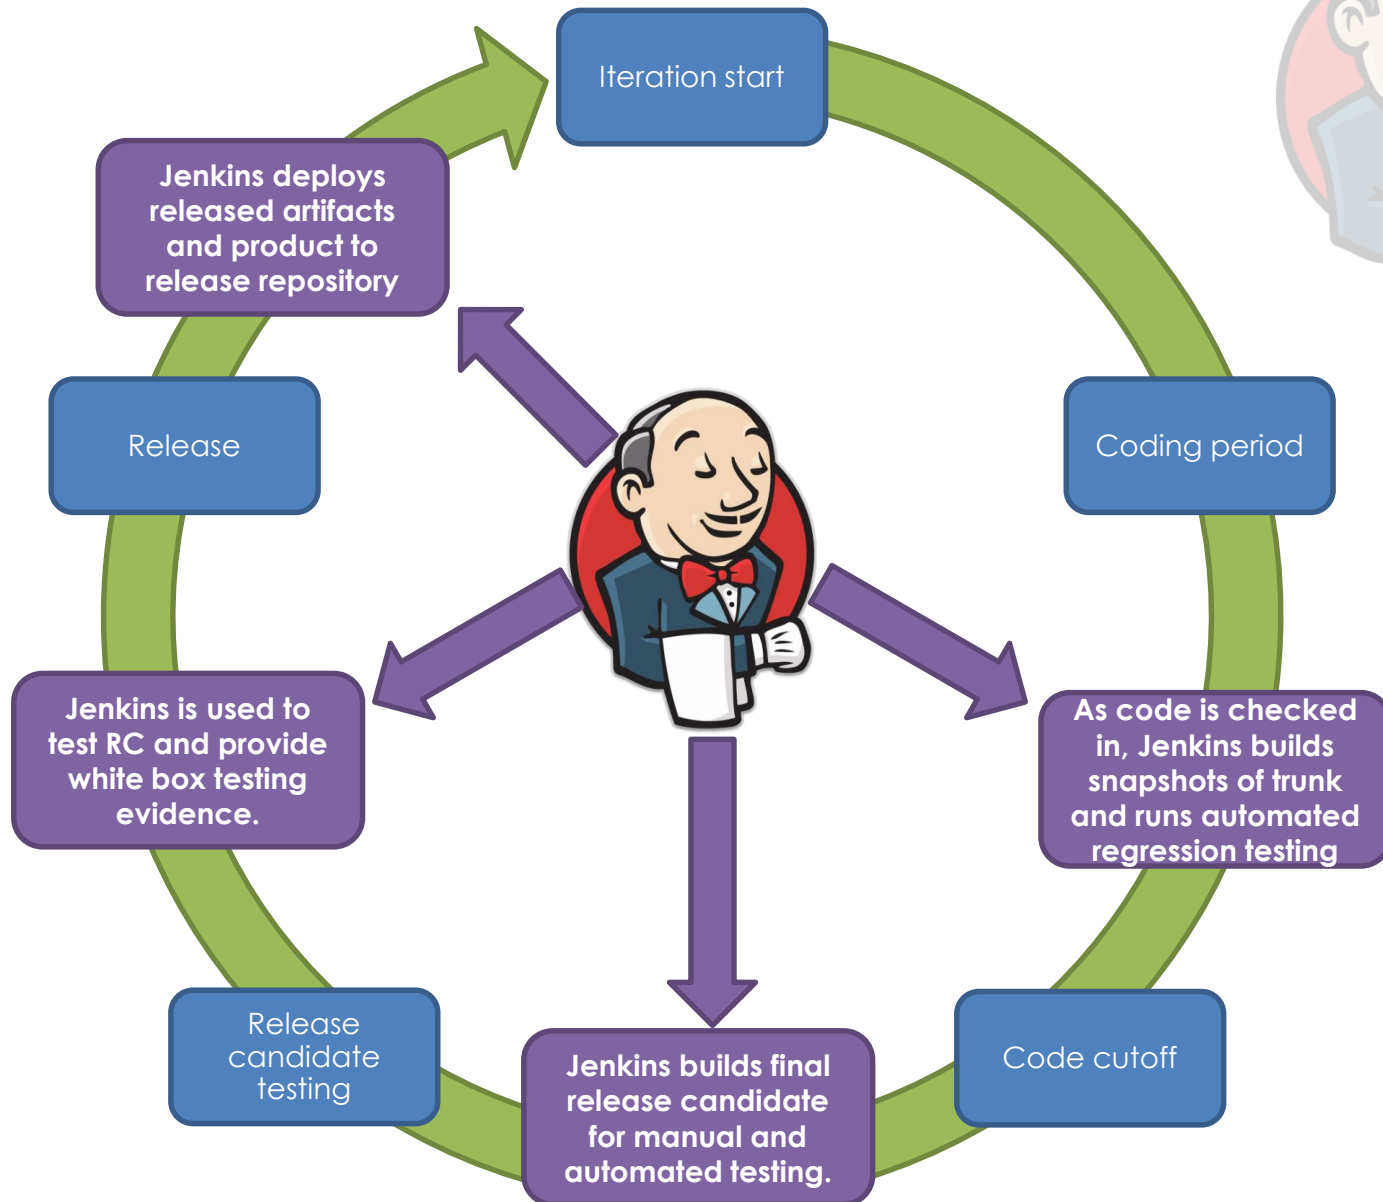 Iteration start
Jenkins deploys
released artifacts
and product to
release repository
Release
Coding period
Jenkins is used to
test RC and provide
white box testing
evidence.
As code is checked
in, Jenkins builds
snapshots of trunk
and runs automated
regression testing
Release
candidate
testing
Jenkins builds final
release candidate
for manual and
automated testing.
Code cutoff